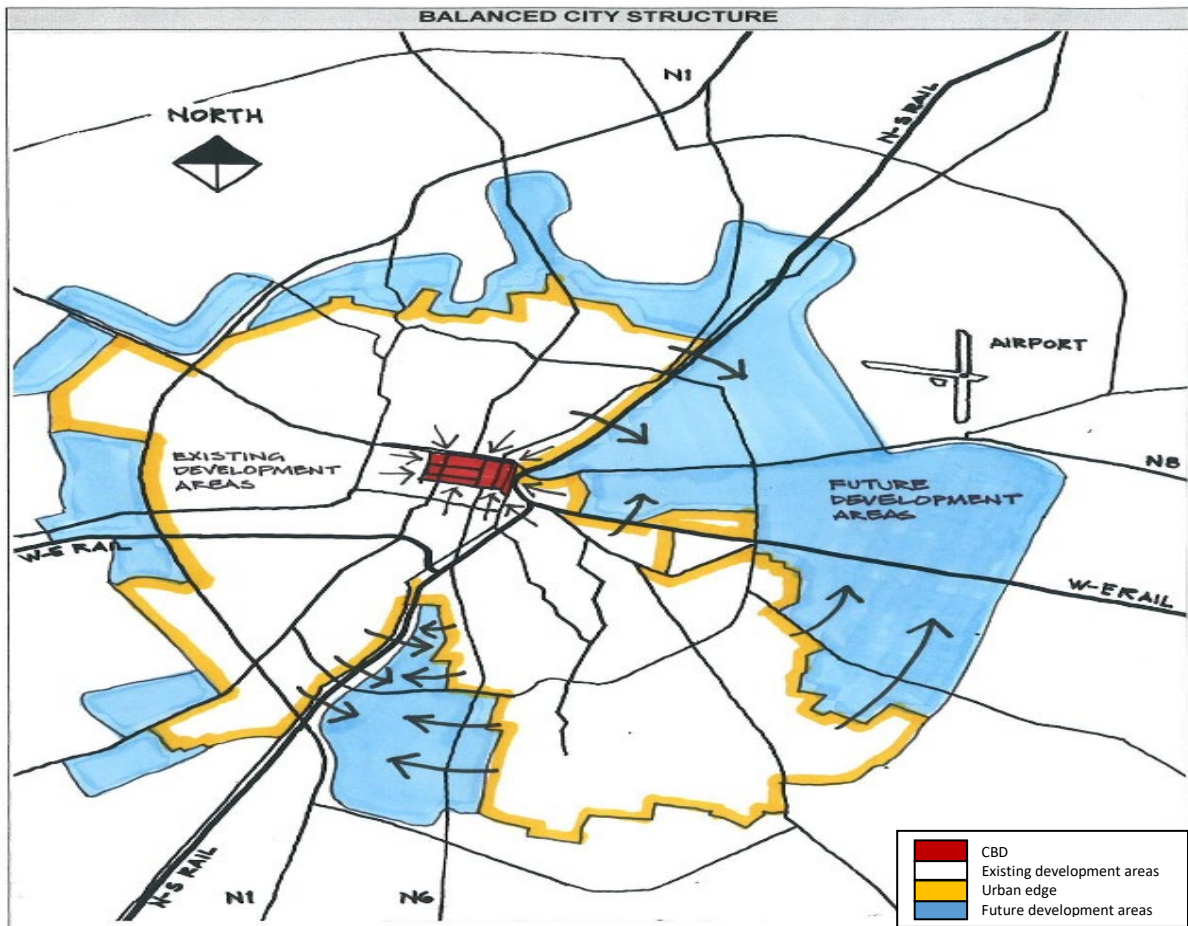 BALANCED CITY STRUCTURE
N1
NORTH
N-S RAIL
AIRPORT
N8
EXISTING
DEVELOPMENT
AREAS
FUTURE
DEVELOPMENT
AREAS
W-E RAIL
W-E RAIL
N-S RAIL
N1
N6
CBD
Existing development areas
Urban edge
Future development areas